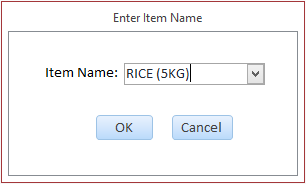 Enter Item Name
Item Name: RICE (5KG)
OK Cancel